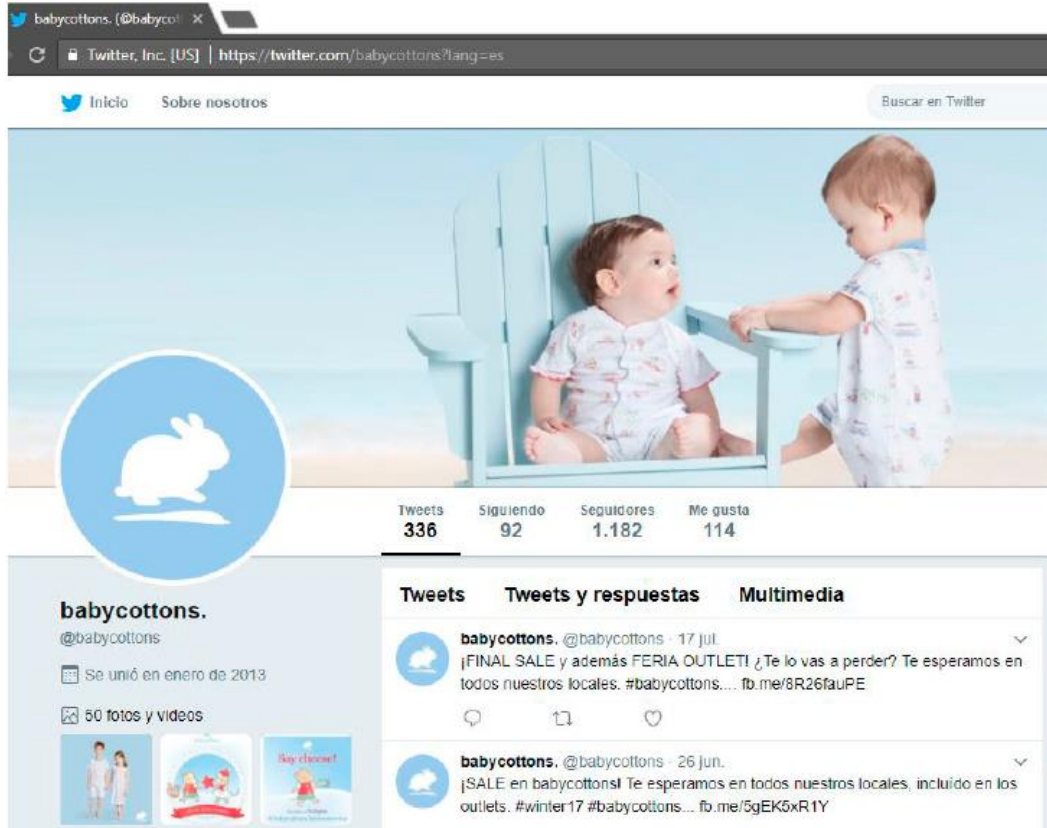 babycottons. (@babycot
Twitter, Inc. [US] | https://twitter.com/babycottons?lang=es
Inicio Sobre nosotros
Buscar en Twitter
Tweets Siguiendo Seguidores Me gusta
336 92 1.182 114
babycottons.
@babycottons
Se unió en enero de 2013
50 fotos y videos
Say cheese!
Tweets Tweets y respuestas Multimedia
babycottons. @babycottons · 17 jul.
¡FINAL SALE y además FERIA OUTLET! ¿Te lo vas a perder? Te esperamos en
todos nuestros locales. #babycottons.... fb.me/8R26fauPE
babycottons. @babycottons · 26 jun.
¡SALE en babycottons! Te esperamos en todos nuestros locales, incluído en los
outlets. #winter17 #babycottons... fb.me/5gEK5xR1Y